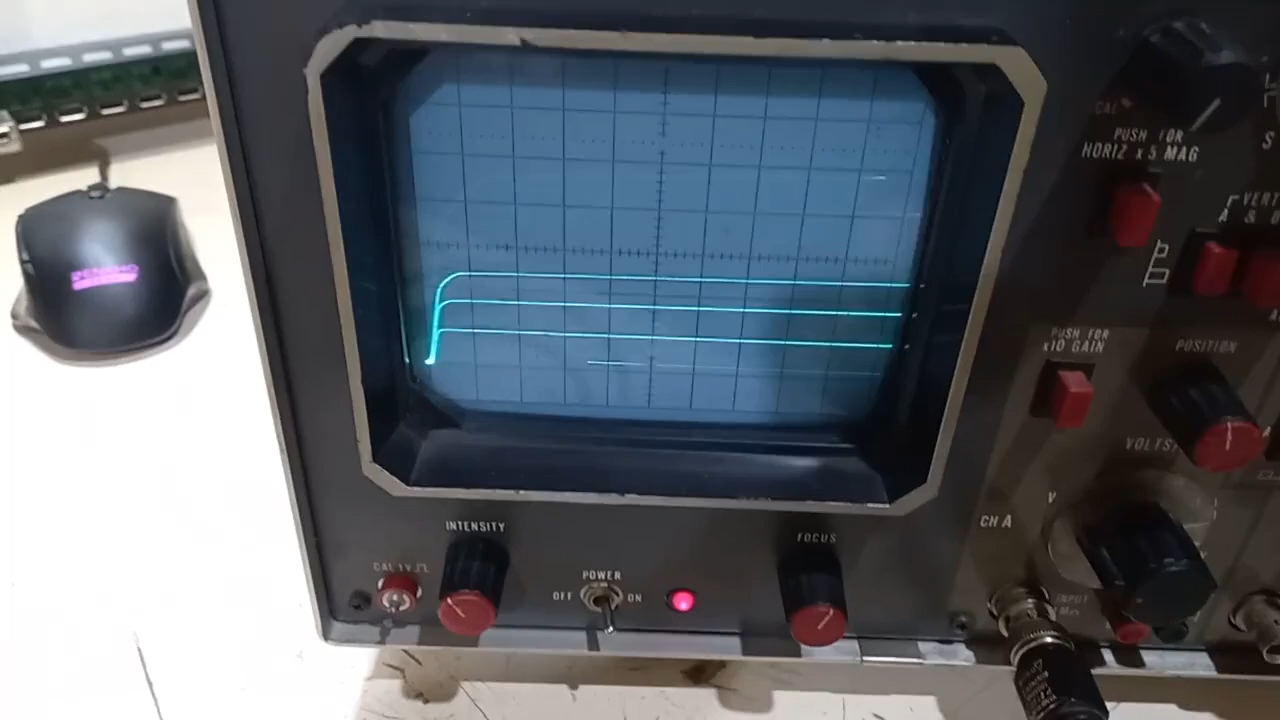 CAL
PUSH FOR
HORIZ x 5 MAG
VERT
A &
PUSH FOR
x10 GAIN
POSITION
VOLTS/
V
CH A
INPUT
INTENSITY
FOCUS
CAL 1V
POWER
OFF
ON